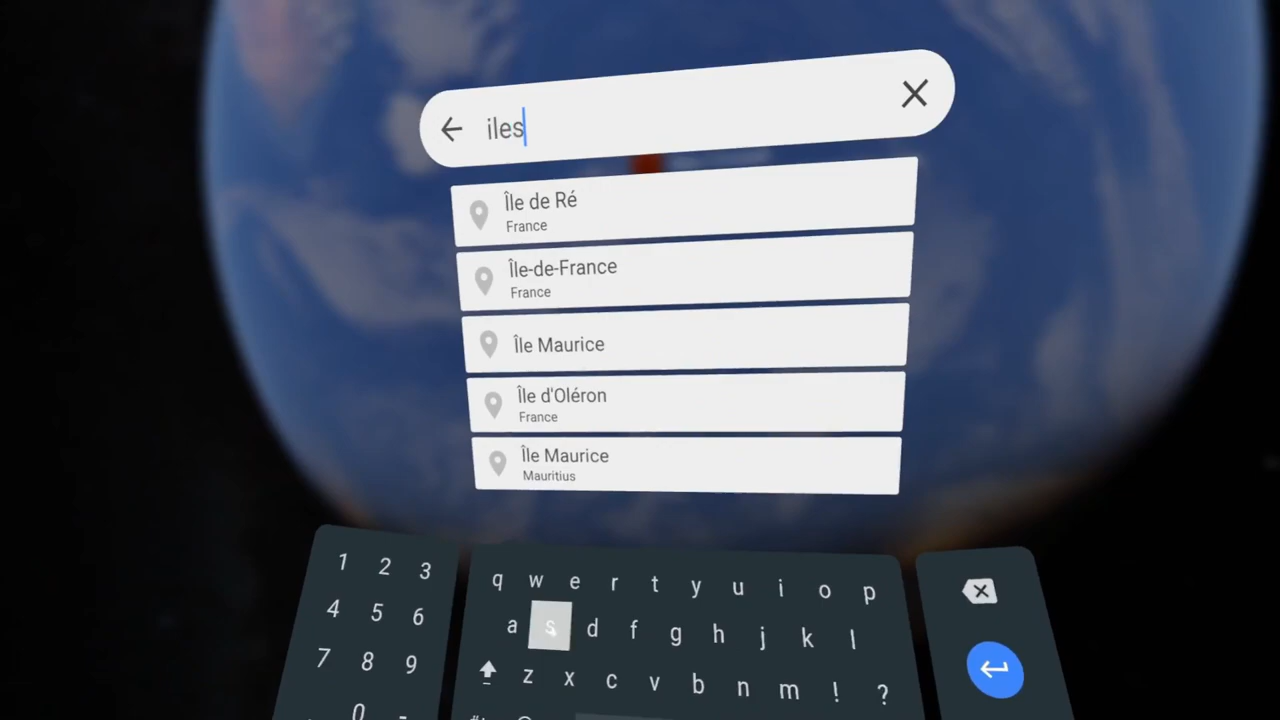 iles
Île de Ré
France
Île-de-France
France
Île Maurice
Île d'Oléron
France
Île Maurice
Mauritius
1 2 3 q w e r t y u i o p
4 5 6 a s d f g h j k l
7 8 9 z x c v b n m ! ?
0 -